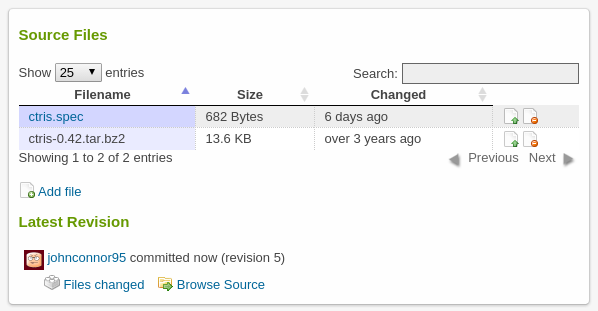 Source Files
Show 25 entries Search:
Filename Size Changed
ctris.spec 682 Bytes 6 days ago
ctris-0.42.tar.bz2 13.6 KB over 3 years ago
Showing 1 to 2 of 2 entries Previous Next
Add file
Latest Revision
johnconnor95 committed now (revision 5)
Files changed Browse Source